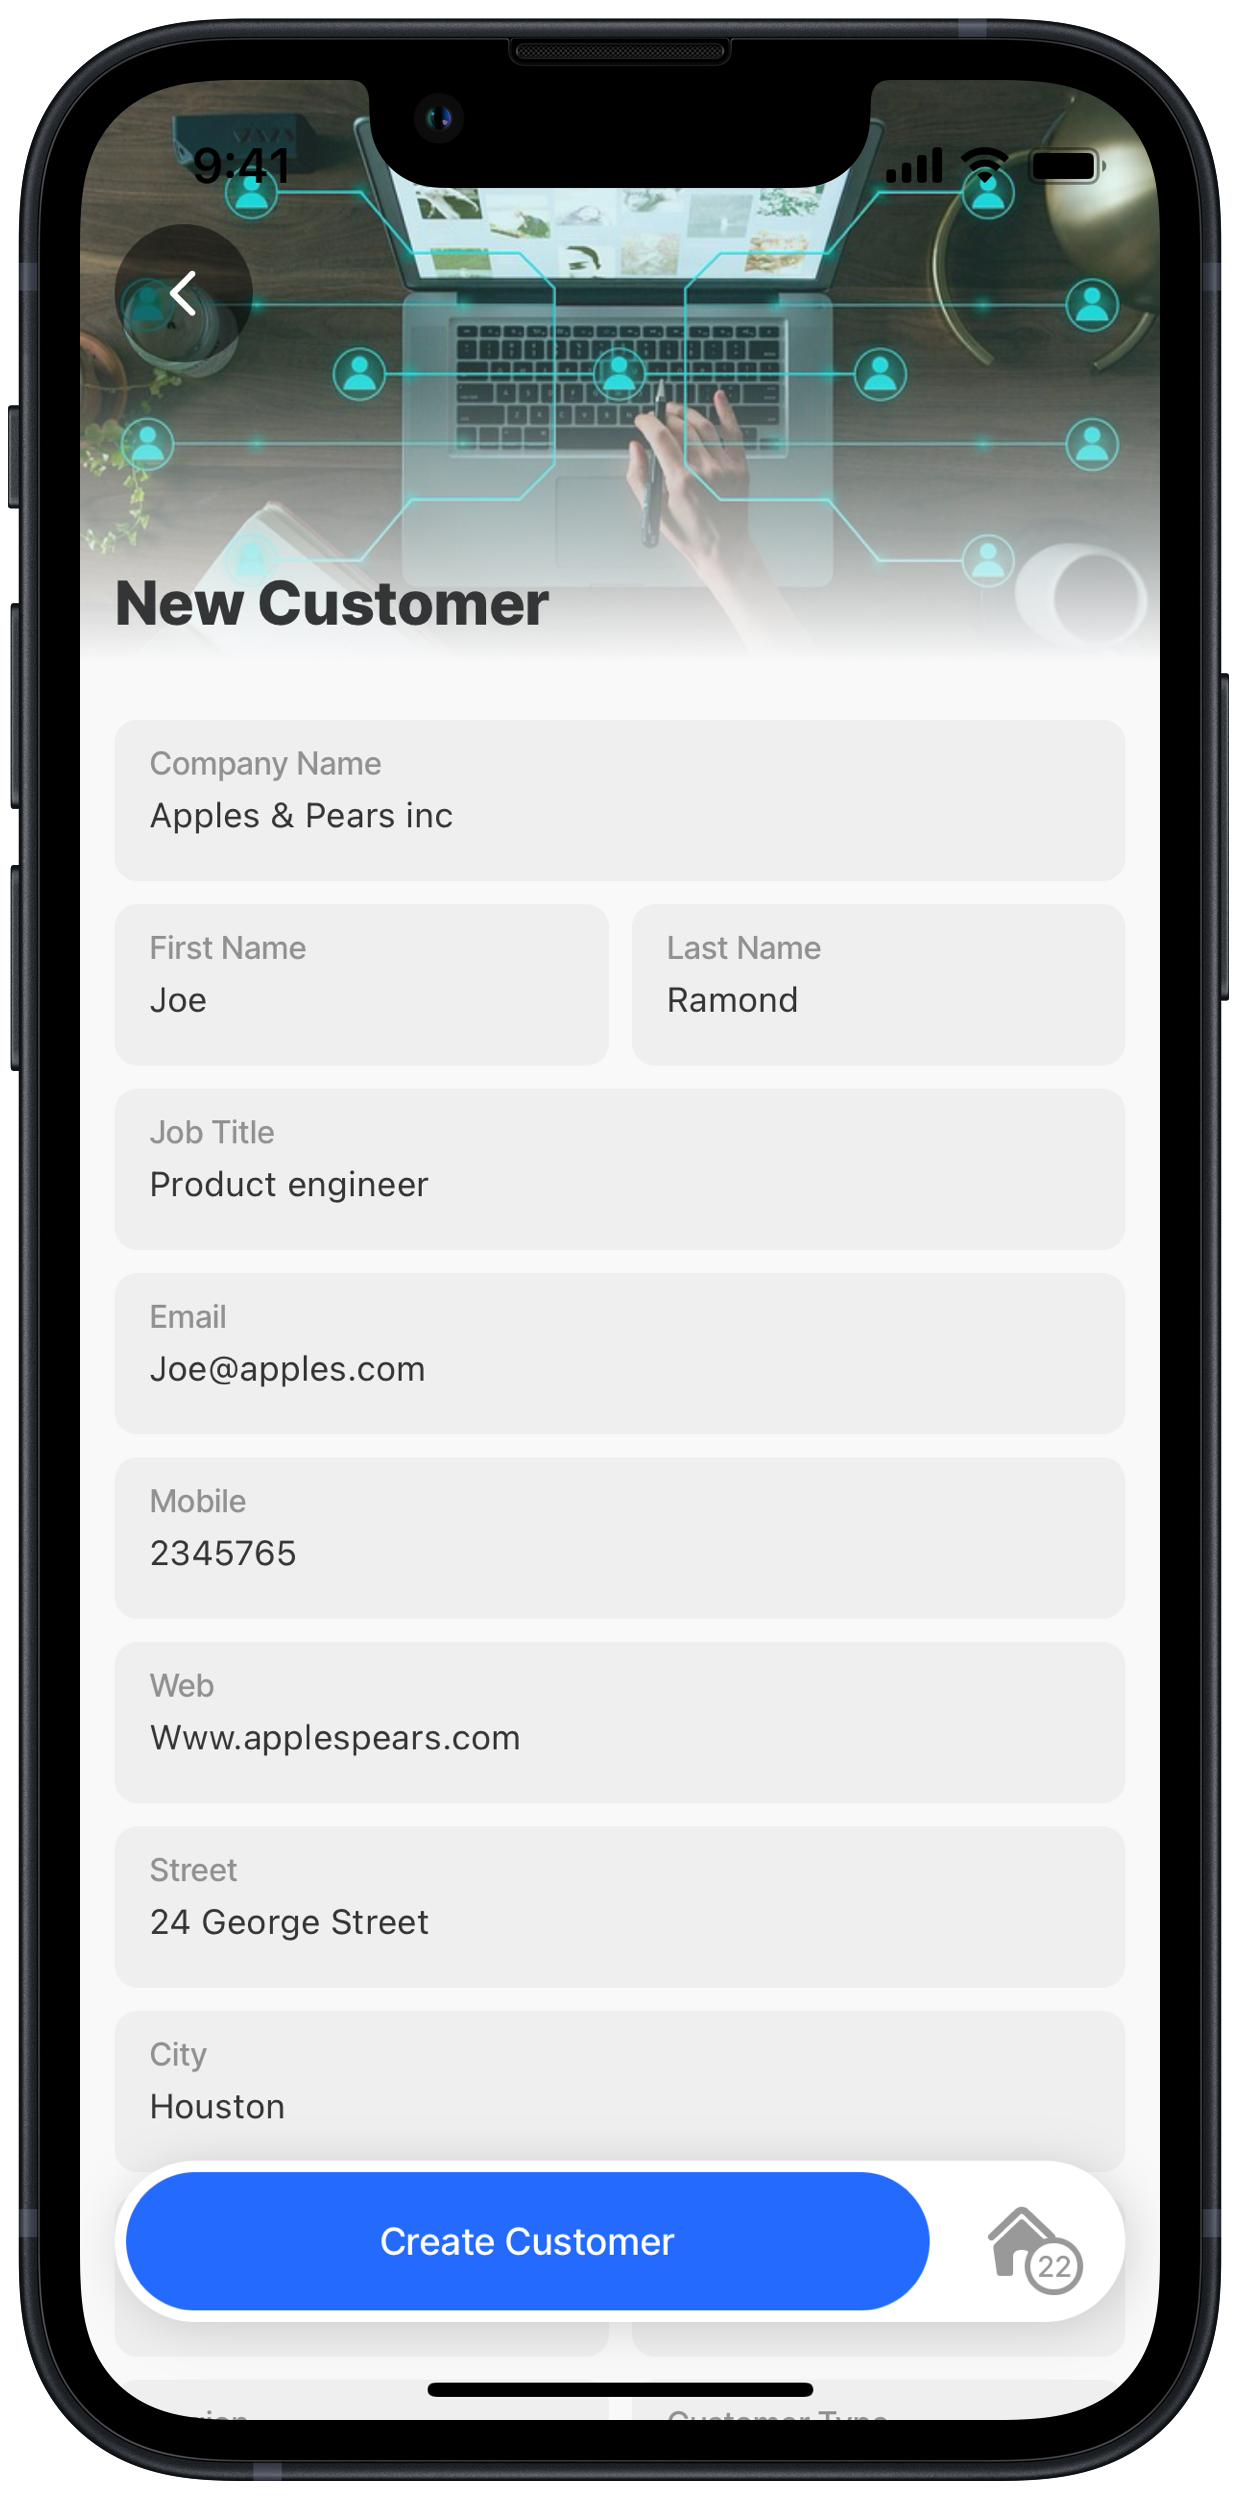 9:41
New Customer
Company Name
Apples & Pears inc
First Name
Last Name
Joe
Ramond
Job Title
Product engineer
Email
Joe@apples.com
Mobile
2345765
Web
Www.applespears.com
Street
24 George Street
City
Houston
Create Customer
22
Customer Type